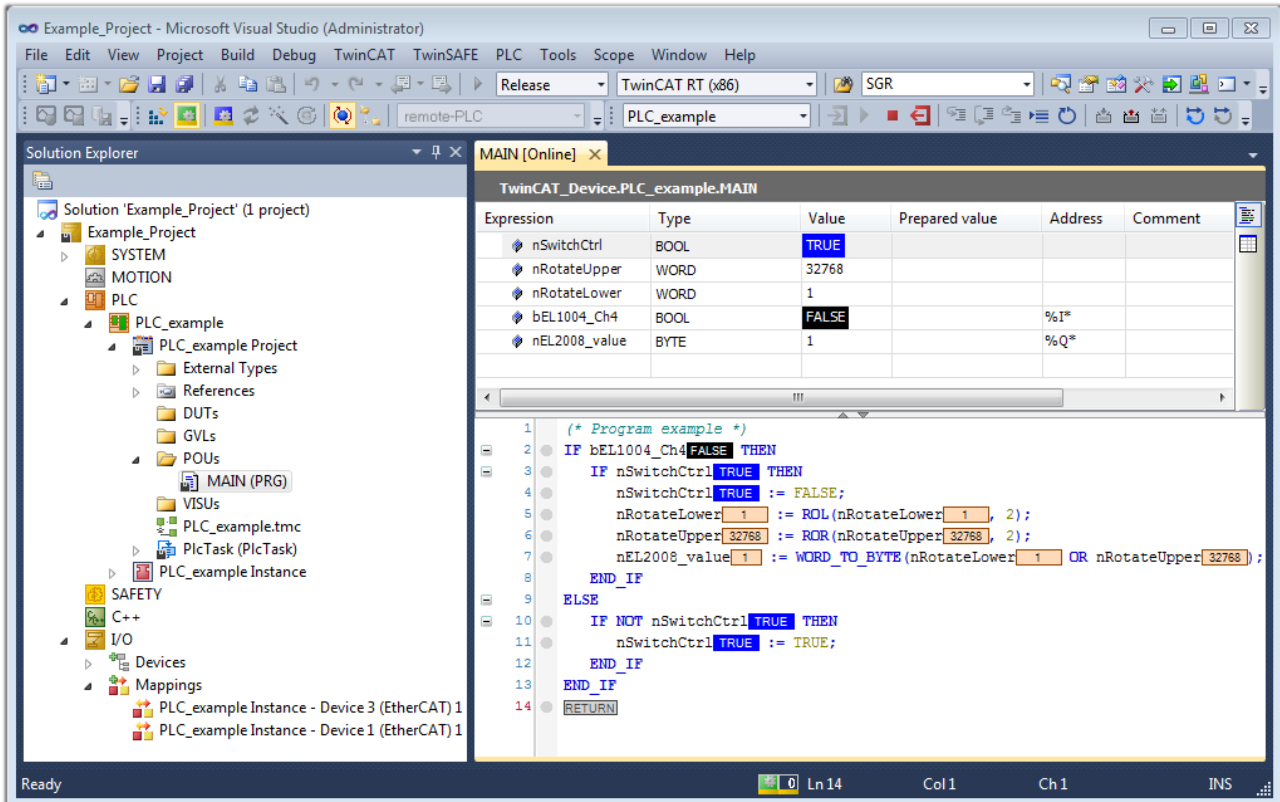 Example_Project - Microsoft Visual Studio (Administrator)
File Edit View Project Build Debug TwinCAT TwinSAFE PLC Tools Scope Window Help
Release TwinCAT RT (x86) SGR
remote-PLC PLC_example
Solution Explorer
Solution 'Example_Project' (1 project)
Example_Project
SYSTEM
MOTION
PLC
PLC_example
PLC_example Project
External Types
References
DUTs
GVLs
POUs
MAIN (PRG)
VISUs
PLC_example.tmc
PlcTask (PlcTask)
PLC_example Instance
SAFETY
C++
I/O
Devices
Mappings
PLC_example Instance - Device 3 (EtherCAT) 1
PLC_example Instance - Device 1 (EtherCAT) 1
MAIN [Online]
TwinCAT_Device.PLC_example.MAIN
Expression Type Value Prepared value Address Comment
nSwitchCtrl BOOL TRUE
nRotateUpper WORD 32768
nRotateLower WORD 1
bEL1004_Ch4 BOOL FALSE %I*
nEL2008_value BYTE 1 %Q*
1 (* Program example *)
2 IF bEL1004_Ch4 FALSE THEN
3 IF nSwitchCtrl TRUE THEN
4 nSwitchCtrl TRUE := FALSE;
5 nRotateLower 1 := ROL(nRotateLower 1 , 2);
6 nRotateUpper 32768 := ROR(nRotateUpper 32768 , 2);
7 nEL2008_value 1 := WORD_TO_BYTE(nRotateLower 1 OR nRotateUpper 32768 );
8 END_IF
9 ELSE
10 IF NOT nSwitchCtrl TRUE THEN
11 nSwitchCtrl TRUE := TRUE;
12 END_IF
13 END_IF
14 RETURN
Ready 0 Ln 14 Col 1 Ch 1 INS